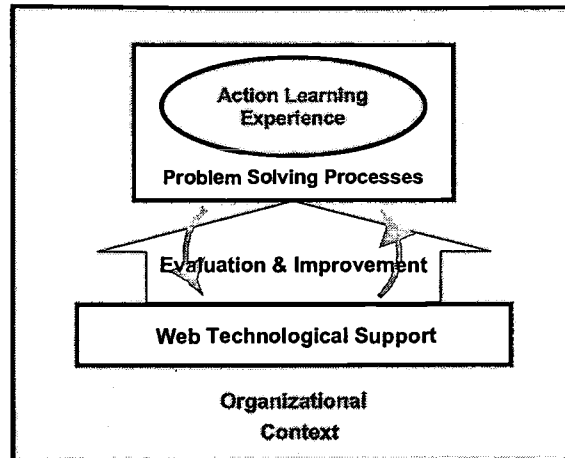 Action Learning
Experience
Problem Solving Processes
Evaluation & Improvement
Web Technological Support
Organizational
Context